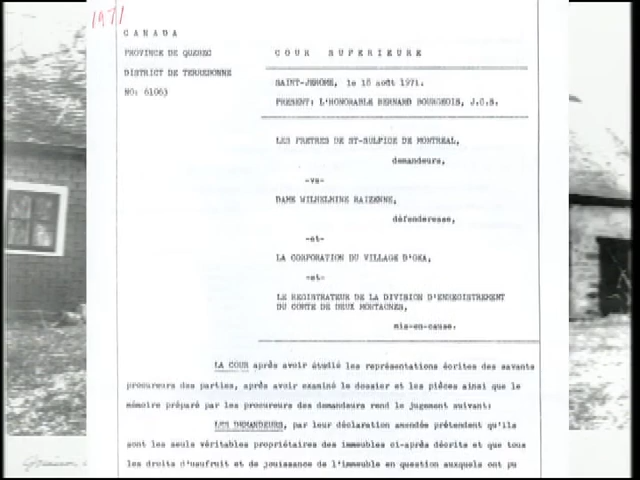 1971
CANADA
PROVINCE DE QUEBEC
DISTRICT DE TERREBONNE
NO: 61063
COUR SUPERIEURE
SAINT-JEROME, le 18 août 1971.
PRESENT: L'HONORABLE BERNARD BOURGEOIS, J.C.S.
LES PRETRES DE ST-SULPICE DE MONTREAL,
demandeurs,
-vs-
DAME WILHELMINE RAIZENNE,
défenderesse,
-et-
LA CORPORATION DU VILLAGE D'OKA,
-et-
LE REGISTRATEUR DE LA DIVISION D'ENREGISTREMENT
DU COMTE DE DEUX MONTAGNES,
mis-en-cause.
LA COUR après avoir étudié les représentations écrites des savants
procureurs des parties, après avoir examiné le dossier et les pièces ainsi que le
mémoire préparé par les procureurs des demandeurs rend le jugement suivant:
LES DEMANDEURS, par leur déclaration amendée prétendent qu'ils
sont les seuls véritables propriétaires des immeubles ci-après décrits et que tous
les droits d'usufruit et de jouissance de l'immeuble en question auxquels ont pu